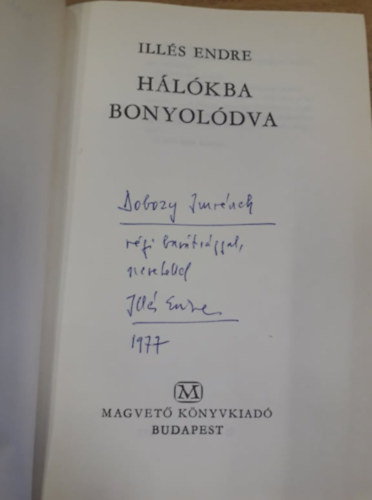 ILLÉS ENDRE
HÁLÓKBA
BONYOLÓDVA
Dobozy Imrének
régi barátsággal,
szeretettel
Illés Endre
1977
M
MAGVETŐ KÖNYVKIADÓ
BUDAPEST